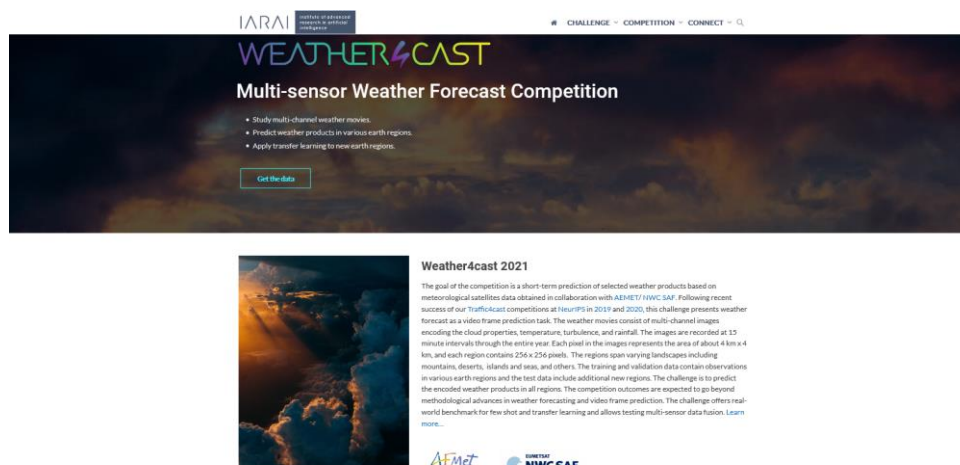 IARAI
institute of advanced
research in artificial
intelligence
CHALLENGE
COMPETITION
CONNECT
WEATHER4CAST
Multi-sensor Weather Forecast Competition
Study multi-channel weather movies.
Predict weather products in various earth regions.
Apply transfer learning to new earth regions.
Get the data
Weather4cast 2021
The goal of the competition is a short-term prediction of selected weather products based on
meteorological satellites data obtained in collaboration with AEMET/ NWC SAF. Following recent
success of our Traffic4cast competitions at NeurIPS in 2019 and 2020, this challenge presents weather
forecast as a video frame prediction task. The weather movies consist of multi-channel images
encoding the cloud properties, temperature, turbulence, and rainfall. The images are recorded at 15
minute intervals through the entire year. Each pixel in the images represents the area of about 4 km x 4
km, and each region contains 256 x 256 pixels. The regions span varying landscapes including
mountains, deserts, islands and seas, and others. The training and validation data contain observations
in various earth regions and the test data include additional new regions. The challenge is to predict
the encoded weather products in all regions. The competition outcomes are expected to go beyond
methodological advances in weather forecasting and video frame prediction. The challenge offers real-
world benchmark for few shot and transfer learning and allows testing multi-sensor data fusion. Learn
more...
AEMet
EUMETSAT
NWC SAF